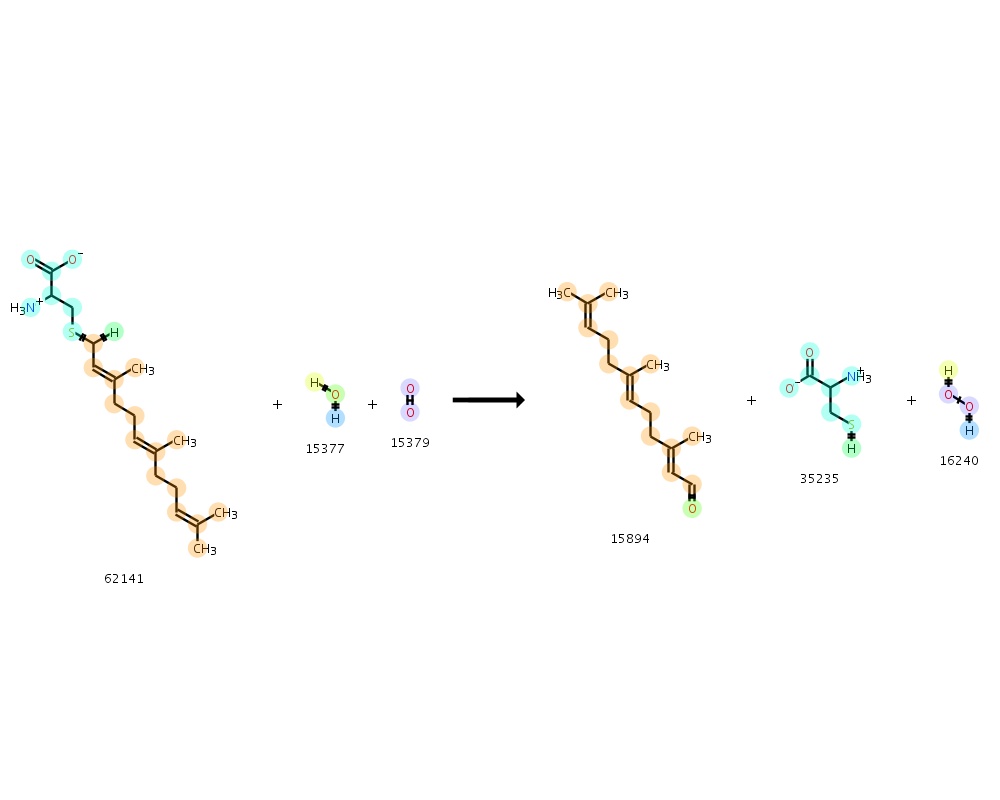 O O⁻
H₃N⁺
S H
CH₃
CH₃
CH₃
CH₃
62141
+
H O
H
15377
+
O
O
15379
H₃C CH₃
CH₃
CH₃
O
15894
+
O
O⁻ NH₃⁺
S
H
35235
+
H
O
O
H
16240